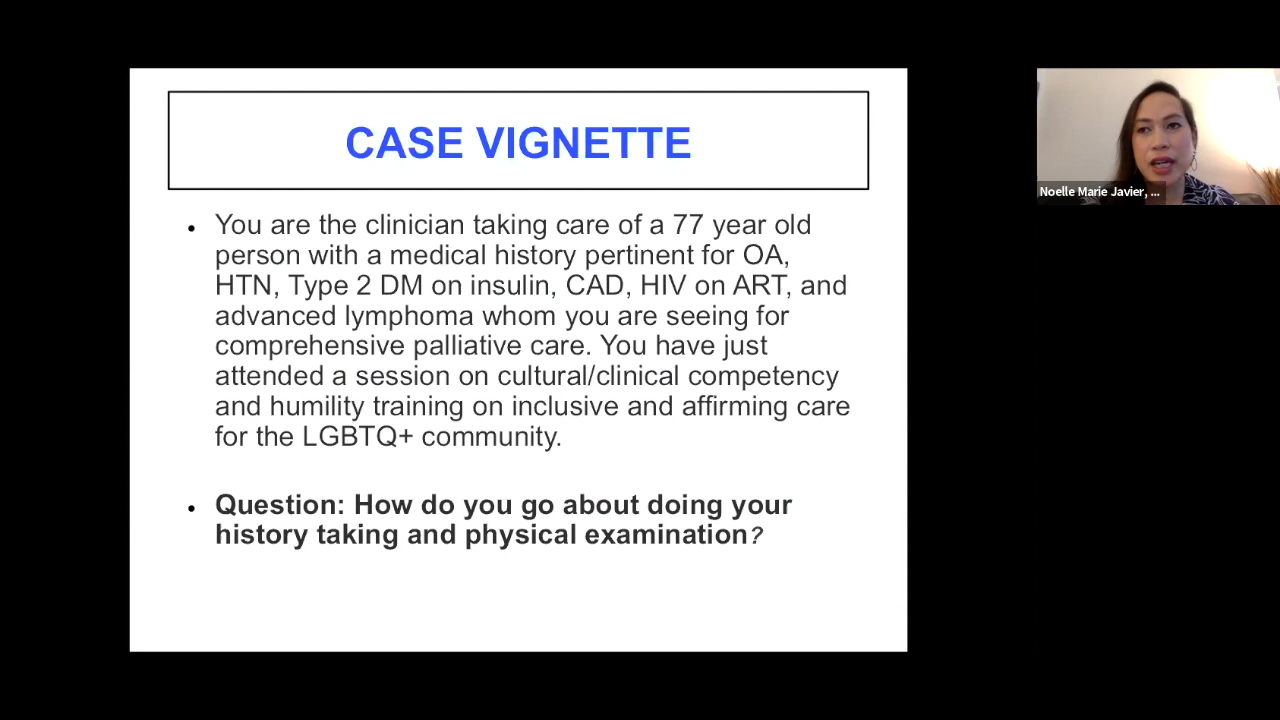 CASE VIGNETTE
• You are the clinician taking care of a 77 year old
person with a medical history pertinent for OA,
HTN, Type 2 DM on insulin, CAD, HIV on ART, and
advanced lymphoma whom you are seeing for
comprehensive palliative care. You have just
attended a session on cultural/clinical competency
and humility training on inclusive and affirming care
for the LGBTQ+ community.
• Question: How do you go about doing your
history taking and physical examination?
Noelle Marie Javier, ...